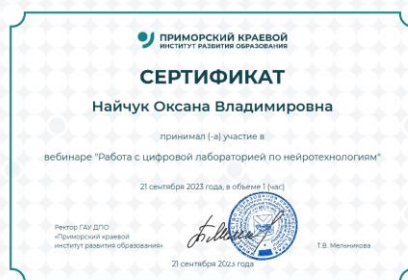 ПРИМОРСКИЙ КРАЕВОЙ
ИНСТИТУТ РАЗВИТИЯ ОБРАЗОВАНИЯ
СЕРТИФИКАТ
Найчук Оксана Владимировна
принимал (-а) участие в
вебинаре "Работа с цифровой лабораторией по нейротехнологиям"
21 сентября 2023 года, в объеме 1 (час)
Ректор ГАУ ДПО
«Приморский краевой
институт развития образования»
Т.В. Мельникова
21 сентября 2023 года